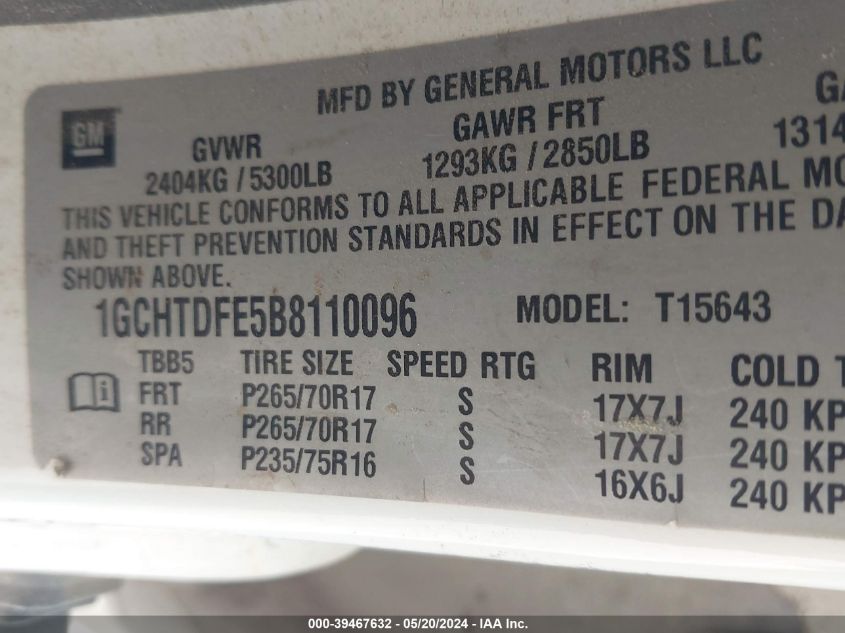 MFD BY GENERAL MOTORS LLC
GM
GVWR GAWR FRT
2404KG / 5300LB 1293KG / 2850LB 1314
THIS VEHICLE CONFORMS TO ALL APPLICABLE FEDERAL
AND THEFT PREVENTION STANDARDS IN EFFECT ON THE
SHOWN ABOVE.
1GCHTDFE5B8110096 MODEL: T15643
TBB5 TIRE SIZE SPEED RTG RIM COLD
FRT P265/70R17 S 17X7J 240 KP
RR P265/70R17 S 17X7J 240 KP
SPA P235/75R16 S 16X6J 240 KP
000-39467632 - 05/20/2024 - IAA Inc.